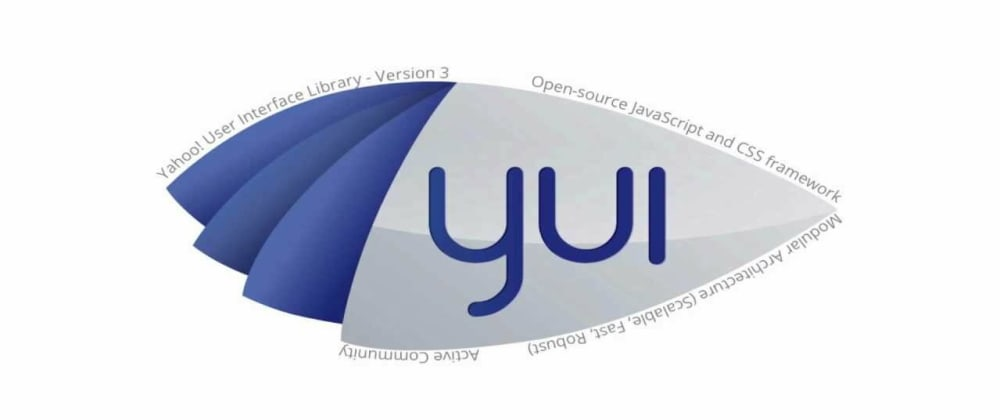 Yahoo! User Interface Library - Version 3
Open-source JavaScript and CSS framework
yui
Modular Architecture (Scalable, Fast, Robust)
Active Community